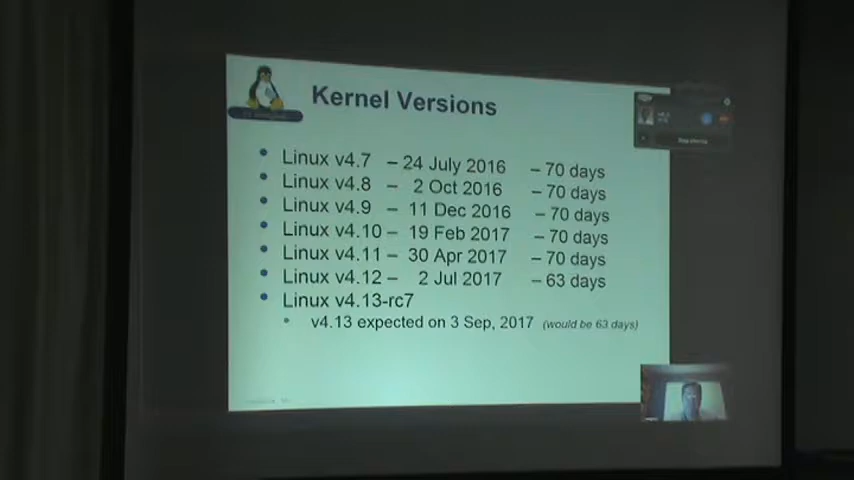 Kernel Versions
Linux v4.7 – 24 July 2016 – 70 days
Linux v4.8 – 2 Oct 2016 – 70 days
Linux v4.9 – 11 Dec 2016 – 70 days
Linux v4.10 – 19 Feb 2017 – 70 days
Linux v4.11 – 30 Apr 2017 – 70 days
Linux v4.12 – 2 Jul 2017 – 63 days
Linux v4.13-rc7
v4.13 expected on 3 Sep, 2017 (would be 63 days)